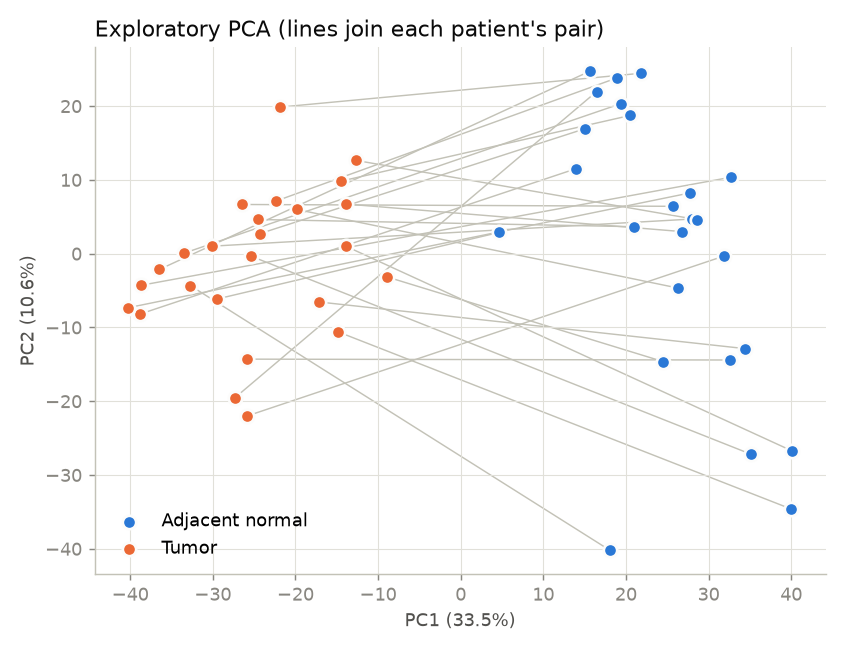 Exploratory PCA (lines join each patient's pair)
20
10
0
−10
−20
−30
−40
PC2 (10.6%)
Adjacent normal
Tumor
−40 −30 −20 −10 0 10 20 30 40
PC1 (33.5%)